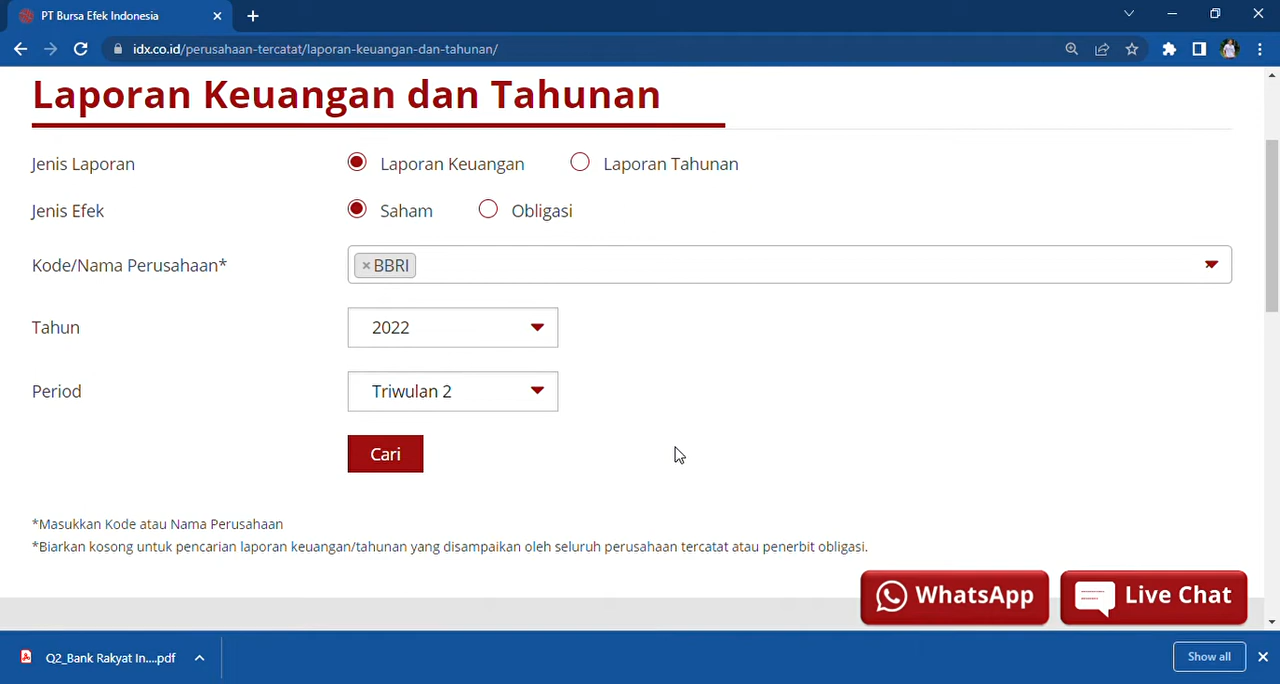 PT Bursa Efek Indonesia
idx.co.id/perusahaan-tercatat/laporan-keuangan-dan-tahunan/
Laporan Keuangan dan Tahunan
Jenis Laporan Laporan Keuangan Laporan Tahunan
Jenis Efek Saham Obligasi
Kode/Nama Perusahaan* × BBRI
Tahun 2022
Period Triwulan 2
Cari
*Masukkan Kode atau Nama Perusahaan
*Biarkan kosong untuk pencarian laporan keuangan/tahunan yang disampaikan oleh seluruh perusahaan tercatat atau penerbit obligasi.
WhatsApp Live Chat
Q2_Bank Rakyat In....pdf Show all